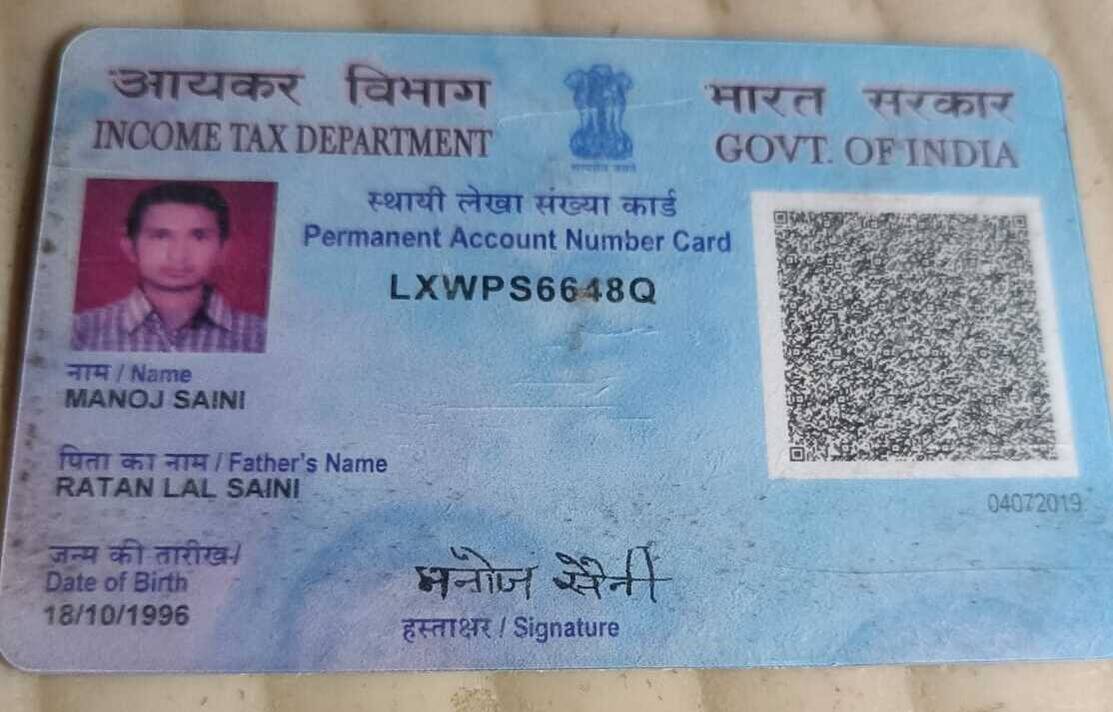 आयकर विभाग
INCOME TAX DEPARTMENT
भारत सरकार
GOVT. OF INDIA
स्थायी लेखा संख्या कार्ड
Permanent Account Number Card
LXWPS6648Q
नाम / Name
MANOJ SAINI
पिता का नाम / Father's Name
RATAN LAL SAINI
04072019
जन्म की तारीख /
Date of Birth
18/10/1996
मनोज सैनी
हस्ताक्षर / Signature